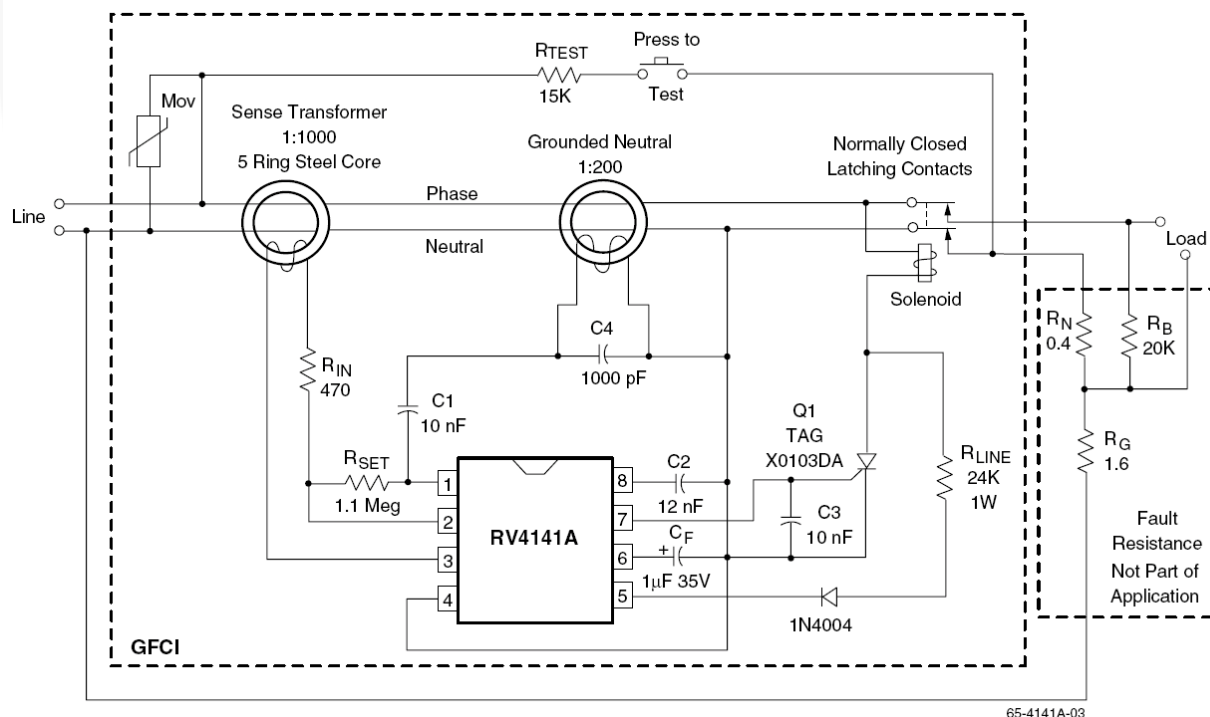 RTEST
15K
Press to
Test
Mov
Sense Transformer
1:1000
5 Ring Steel Core
Grounded Neutral
1:200
Normally Closed
Latching Contacts
Line
Phase
Neutral
Load
Solenoid
RN
0.4
RB
20K
C4
1000 pF
RIN
470
C1
10 nF
Q1
TAG
X0103DA
RG
1.6
RSET
1.1 Meg
RLINE
24K
1W
1
2
3
4
RV4141A
8
7
6
5
C2
12 nF
C3
10 nF
+
CF
1µF 35V
1N4004
Fault
Resistance
Not Part of
Application
GFCI
65-4141A-03